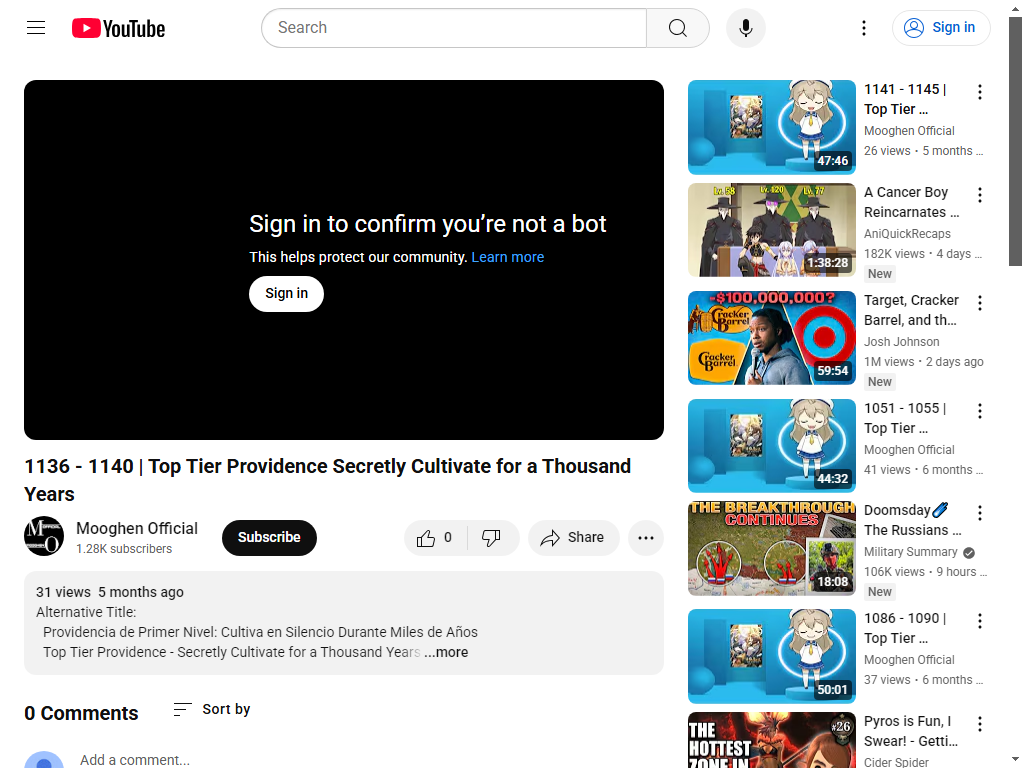 YouTube
Search
Sign in
Sign in to confirm you’re not a bot
This helps protect our community. Learn more
Sign in
1136 - 1140 | Top Tier Providence Secretly Cultivate for a Thousand
Years
Mooghen Official
1.28K subscribers
Subscribe
0
Share
31 views 5 months ago
Alternative Title:
Providencia de Primer Nivel: Cultiva en Silencio Durante Miles de Años
Top Tier Providence - Secretly Cultivate for a Thousand Years ...more
0 Comments
Sort by
Add a comment...
47:46
1141 - 1145 |
Top Tier ...
Mooghen Official
26 views • 5 months ...
Lv. 58
Lv. 420
Lv. 77
1:38:28
A Cancer Boy
Reincarnates ...
AniQuickRecaps
182K views • 4 days ...
New
-$100,000,000?
Cracker
Barrel
Cracker
Barrel
59:54
Target, Cracker
Barrel, and th...
Josh Johnson
1M views • 2 days ago
New
44:32
1051 - 1055 |
Top Tier ...
Mooghen Official
41 views • 6 months ...
THE BREAKTHROUGH
CONTINUES
18:08
Doomsday
The Russians ...
Military Summary
106K views • 9 hours ...
New
50:01
1086 - 1090 |
Top Tier ...
Mooghen Official
37 views • 6 months ...
THE
HOTTEST
ZONE IN
#26
Pyros is Fun, I
Swear! - Getti...
Cider Spider